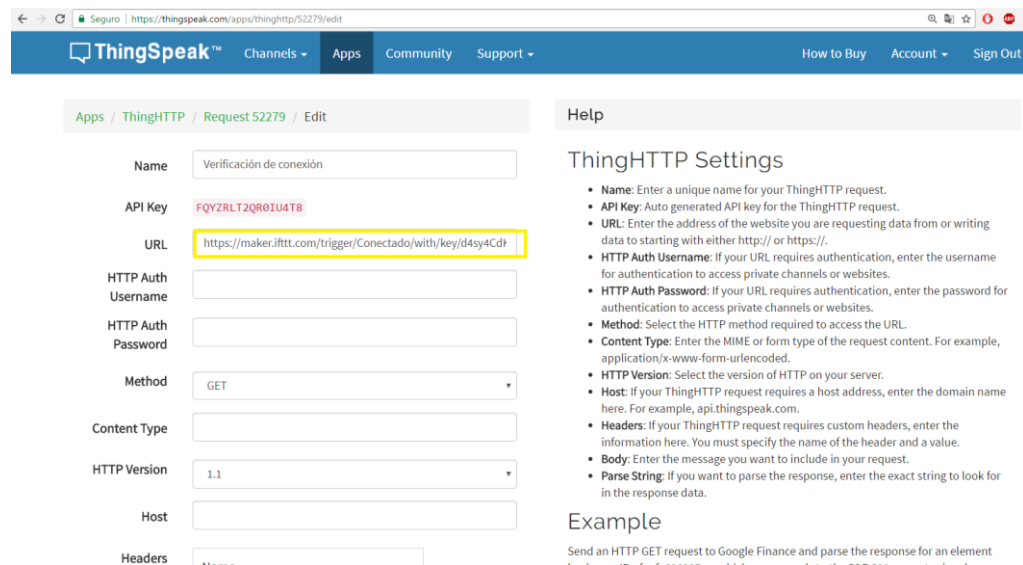 Seguro | https://thingspeak.com/apps/thinghttp/52279/edit
ThingSpeak™ Channels Apps Community Support How to Buy Account Sign Out
Apps / ThingHTTP / Request 52279 / Edit
Name Verificación de conexión
API Key FQYZRLT2QR0IU4T8
URL https://maker.ifttt.com/trigger/Conectado/with/key/d4sy4Cdk
HTTP Auth
Username
HTTP Auth
Password
Method GET
Content Type
HTTP Version 1.1
Host
Headers
Name
Help
ThingHTTP Settings
• Name: Enter a unique name for your ThingHTTP request.
• API Key: Auto generated API key for the ThingHTTP request.
• URL: Enter the address of the website you are requesting data from or writing
data to starting with either http:// or https://.
• HTTP Auth Username: If your URL requires authentication, enter the username
for authentication to access private channels or websites.
• HTTP Auth Password: If your URL requires authentication, enter the password for
authentication to access private channels or websites.
• Method: Select the HTTP method required to access the URL.
• Content Type: Enter the MIME or form type of the request content. For example,
application/x-www-form-urlencoded.
• HTTP Version: Select the version of HTTP on your server.
• Host: If your ThingHTTP request requires a host address, enter the domain name
here. For example, api.thingspeak.com.
• Headers: If your ThingHTTP request requires custom headers, enter the
information here. You must specify the name of the header and a value.
• Body: Enter the message you want to include in your request.
• Parse String: If you want to parse the response, enter the exact string to look for
in the response data.
Example
Send an HTTP GET request to Google Finance and parse the response for an element